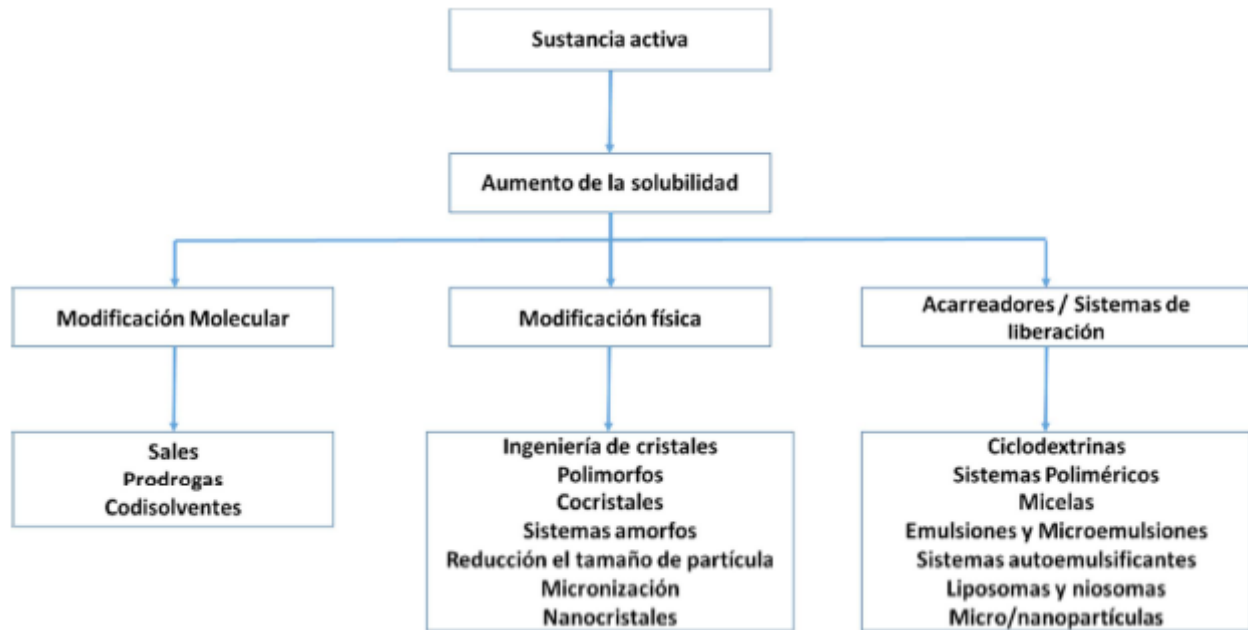 Sustancia activa
Aumento de la solubilidad
Modificación Molecular
Modificación física
Acarreadores / Sistemas de
liberación
Sales
Prodrogas
Codisolventes
Ingeniería de cristales
Polimorfos
Cocristales
Sistemas amorfos
Reducción el tamaño de partícula
Micronización
Nanocristales
Ciclodextrinas
Sistemas Poliméricos
Micelas
Emulsiones y Microemulsiones
Sistemas autoemulsificantes
Liposomas y niosomas
Micro/nanopartículas